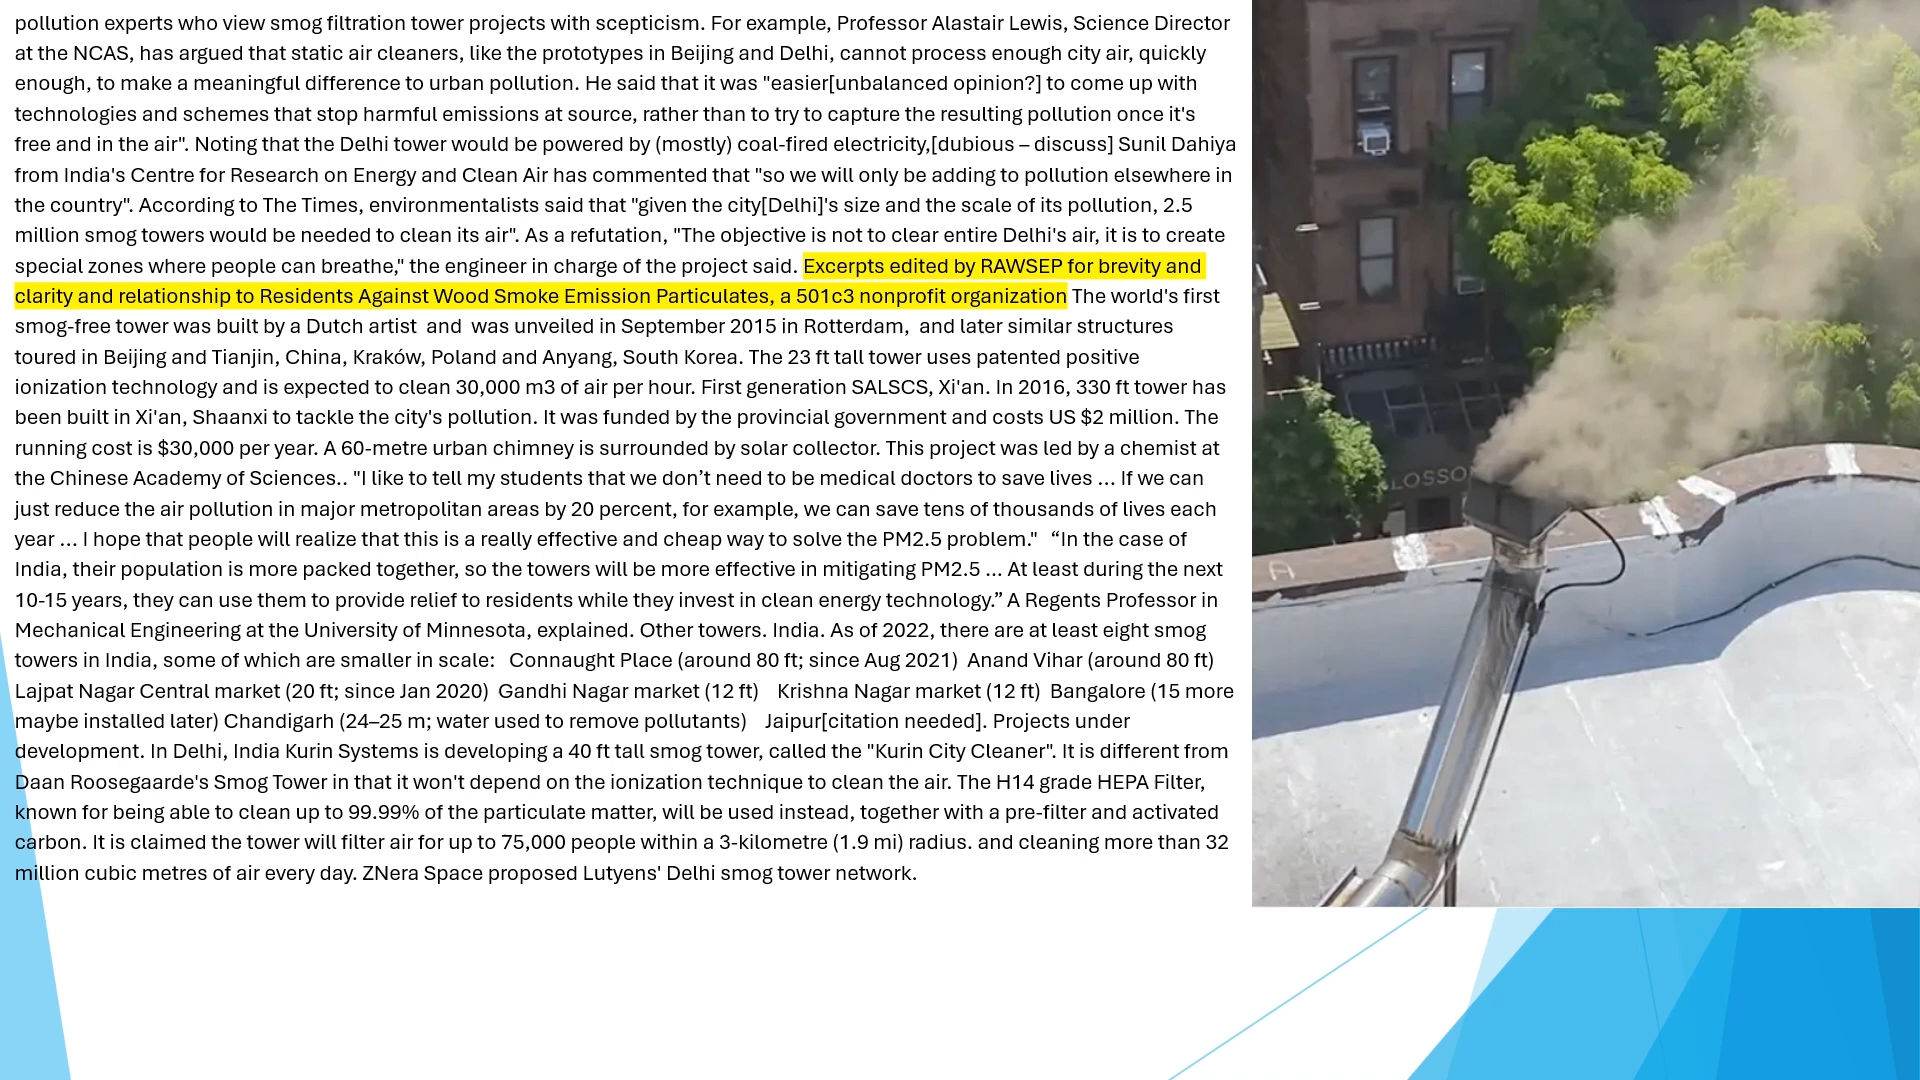 pollution experts who view smog filtration tower projects with scepticism. For example, Professor Alastair Lewis, Science Director
at the NCAS, has argued that static air cleaners, like the prototypes in Beijing and Delhi, cannot process enough city air, quickly
enough, to make a meaningful difference to urban pollution. He said that it was "easier[unbalanced opinion?] to come up with
technologies and schemes that stop harmful emissions at source, rather than to try to capture the resulting pollution once it's
free and in the air". Noting that the Delhi tower would be powered by (mostly) coal-fired electricity,[dubious – discuss] Sunil Dahiya
from India's Centre for Research on Energy and Clean Air has commented that "so we will only be adding to pollution elsewhere in
the country". According to The Times, environmentalists said that "given the city[Delhi]'s size and the scale of its pollution, 2.5
million smog towers would be needed to clean its air". As a refutation, "The objective is not to clear entire Delhi's air, it is to create
special zones where people can breathe," the engineer in charge of the project said. Excerpts edited by RAWSEP for brevity and
clarity and relationship to Residents Against Wood Smoke Emission Particulates, a 501c3 nonprofit organization The world's first
smog-free tower was built by a Dutch artist  and  was unveiled in September 2015 in Rotterdam,  and later similar structures
toured in Beijing and Tianjin, China, Kraków, Poland and Anyang, South Korea. The 23 ft tall tower uses patented positive
ionization technology and is expected to clean 30,000 m3 of air per hour. First generation SALSCS, Xi'an. In 2016, 330 ft tower has
been built in Xi'an, Shaanxi to tackle the city's pollution. It was funded by the provincial government and costs US $2 million. The
running cost is $30,000 per year. A 60-metre urban chimney is surrounded by solar collector. This project was led by a chemist at
the Chinese Academy of Sciences.. "I like to tell my students that we don’t need to be medical doctors to save lives ... If we can
just reduce the air pollution in major metropolitan areas by 20 percent, for example, we can save tens of thousands of lives each
year ... I hope that people will realize that this is a really effective and cheap way to solve the PM2.5 problem."  “In the case of
India, their population is more packed together, so the towers will be more effective in mitigating PM2.5 ... At least during the next
10-15 years, they can use them to provide relief to residents while they invest in clean energy technology.” A Regents Professor in
Mechanical Engineering at the University of Minnesota, explained. Other towers. India. As of 2022, there are at least eight smog
towers in India, some of which are smaller in scale:  Connaught Place (around 80 ft; since Aug 2021)  Anand Vihar (around 80 ft)
Lajpat Nagar Central market (20 ft; since Jan 2020)  Gandhi Nagar market (12 ft)   Krishna Nagar market (12 ft)  Bangalore (15 more
maybe installed later) Chandigarh (24–25 m; water used to remove pollutants)   Jaipur[citation needed]. Projects under
development. In Delhi, India Kurin Systems is developing a 40 ft tall smog tower, called the "Kurin City Cleaner". It is different from
Daan Roosegaarde's Smog Tower in that it won't depend on the ionization technique to clean the air. The H14 grade HEPA Filter,
known for being able to clean up to 99.99% of the particulate matter, will be used instead, together with a pre-filter and activated
carbon. It is claimed the tower will filter air for up to 75,000 people within a 3-kilometre (1.9 mi) radius. and cleaning more than 32
million cubic metres of air every day. ZNera Space proposed Lutyens' Delhi smog tower network.